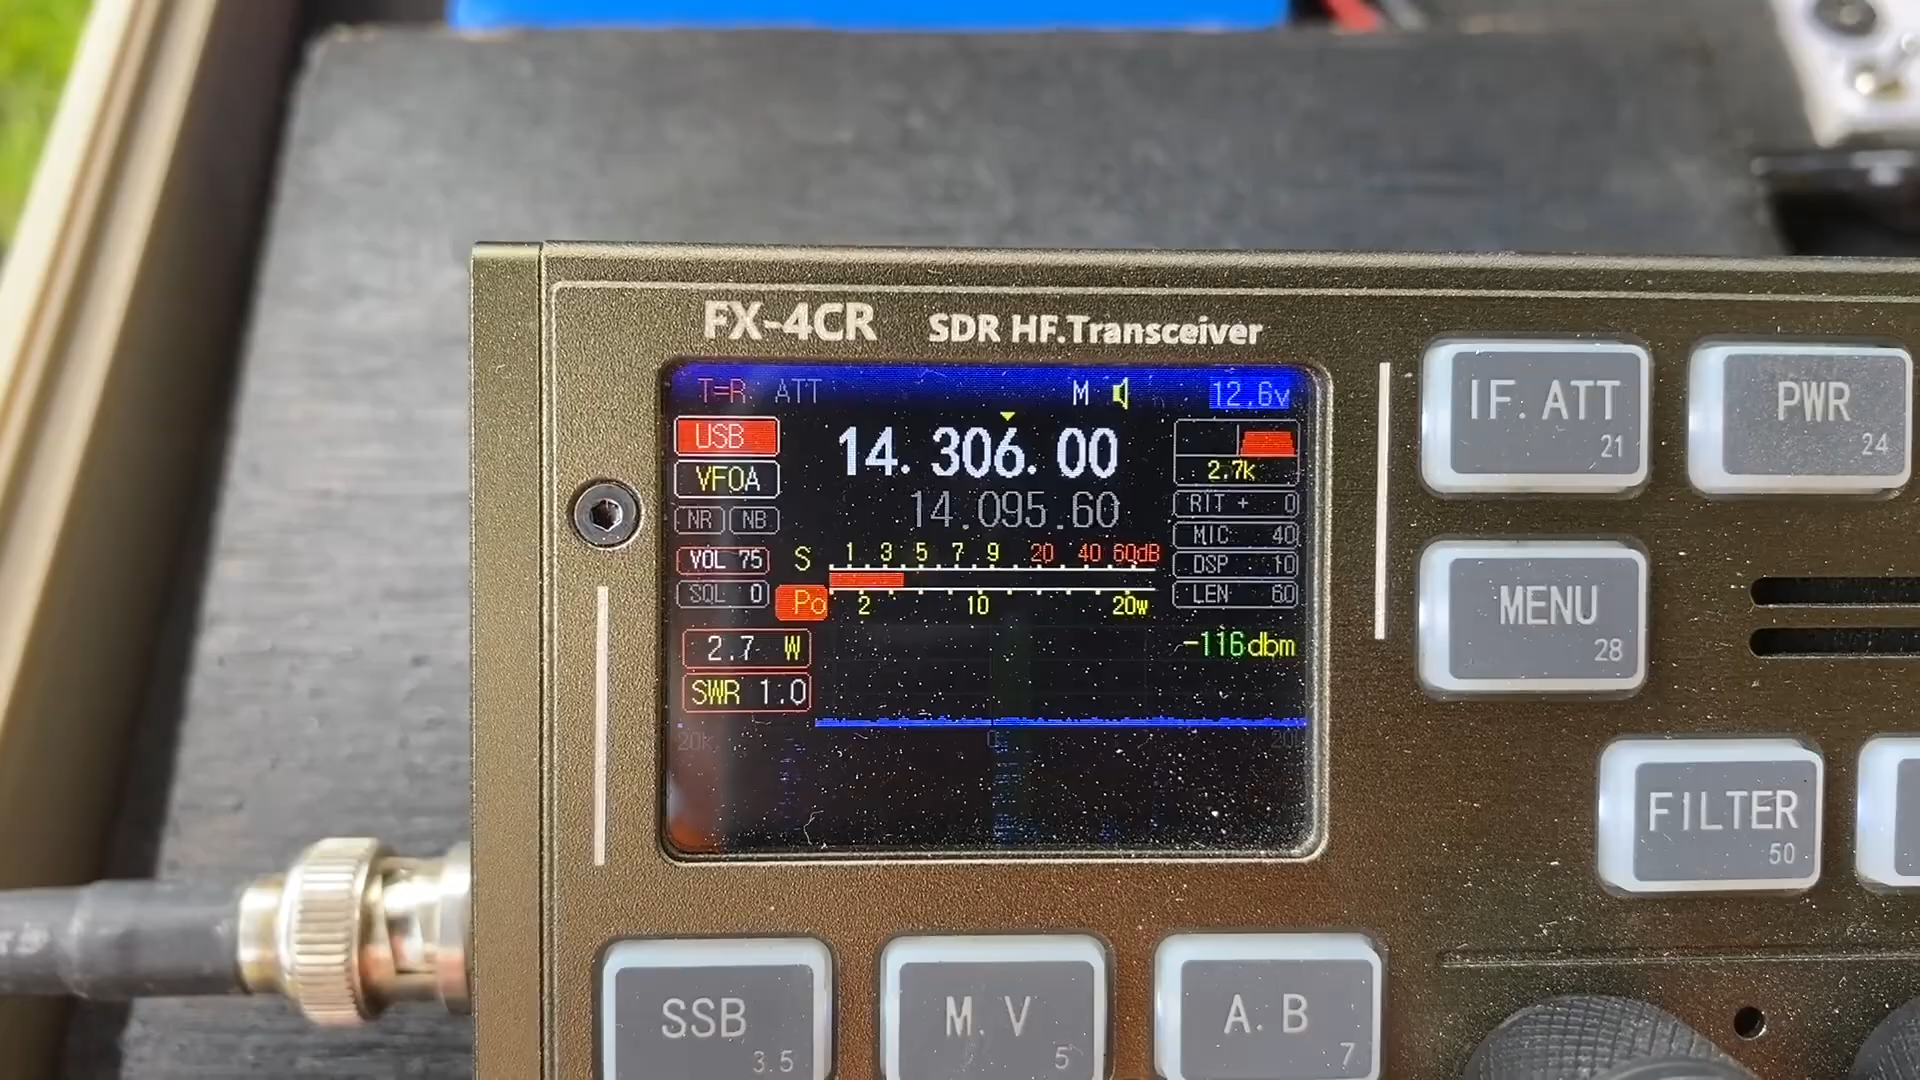 FX-4CR SDR HF.Transceiver
T=R ATT M 12.6v
USB 14.306.00
2.7k
VFOA 14.095.60
NR NB RIT + 0
MIC 40
VOL 75 S 1 3 5 7 9 20 40 60dB
DSP 10
SQL 0 Po 2 10 20w
LEN 60
2.7 W -116dbm
SWR 1.0
20k 0
IF.ATT
21
PWR
24
MENU
28
FILTER
50
SSB
3.5
M.V
5
A.B
7